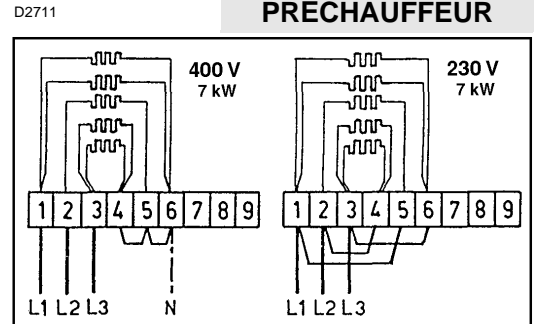 D2711
PRECHAUFFEUR
400 V
7 kW
1 2 3 4 5 6 7 8 9
L1 L2 L3 N
230 V
7 kW
1 2 3 4 5 6 7 8 9
L1 L2 L3